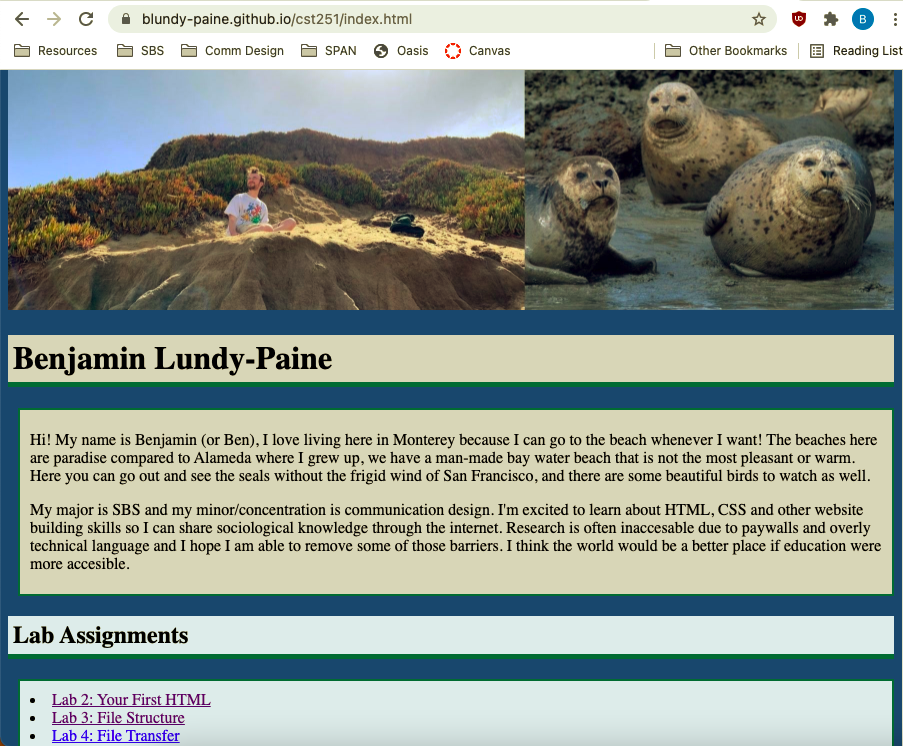 blundy-paine.github.io/cst251/index.html
B
Resources SBS Comm Design SPAN Oasis Canvas Other Bookmarks Reading List
Benjamin Lundy-Paine
Hi! My name is Benjamin (or Ben), I love living here in Monterey because I can go to the beach whenever I want! The beaches here
are paradise compared to Alameda where I grew up, we have a man-made bay water beach that is not the most pleasant or warm.
Here you can go out and see the seals without the frigid wind of San Francisco, and there are some beautiful birds to watch as well.
My major is SBS and my minor/concentration is communication design. I'm excited to learn about HTML, CSS and other website
building skills so I can share sociological knowledge through the internet. Research is often inaccesable due to paywalls and overly
technical language and I hope I am able to remove some of those barriers. I think the world would be a better place if education were
more accesible.
Lab Assignments
• Lab 2: Your First HTML
• Lab 3: File Structure
• Lab 4: File Transfer